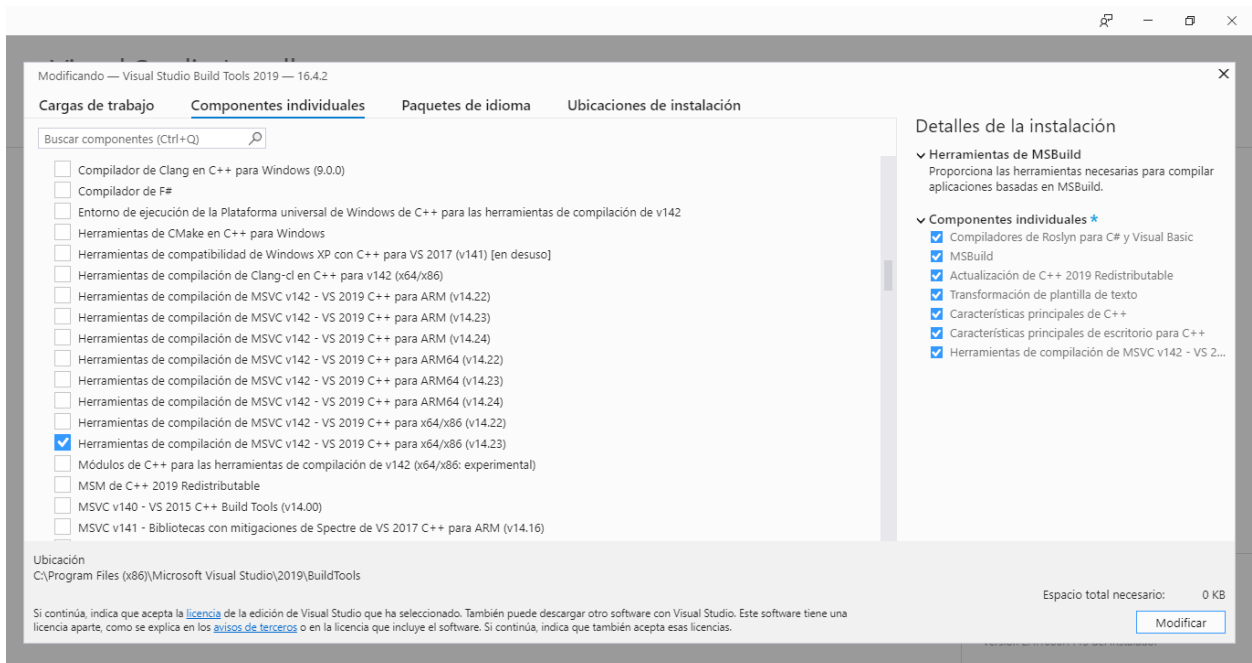 Modificando — Visual Studio Build Tools 2019 — 16.4.2
Cargas de trabajo Componentes individuales Paquetes de idioma Ubicaciones de instalación
Buscar componentes (Ctrl+Q)
Compilador de Clang en C++ para Windows (9.0.0)
Compilador de F#
Entorno de ejecución de la Plataforma universal de Windows de C++ para las herramientas de compilación de v142
Herramientas de CMake en C++ para Windows
Herramientas de compatibilidad de Windows XP con C++ para VS 2017 (v141) [en desuso]
Herramientas de compilación de Clang-cl en C++ para v142 (x64/x86)
Herramientas de compilación de MSVC v142 - VS 2019 C++ para ARM (v14.22)
Herramientas de compilación de MSVC v142 - VS 2019 C++ para ARM (v14.23)
Herramientas de compilación de MSVC v142 - VS 2019 C++ para ARM (v14.24)
Herramientas de compilación de MSVC v142 - VS 2019 C++ para ARM64 (v14.22)
Herramientas de compilación de MSVC v142 - VS 2019 C++ para ARM64 (v14.23)
Herramientas de compilación de MSVC v142 - VS 2019 C++ para ARM64 (v14.24)
Herramientas de compilación de MSVC v142 - VS 2019 C++ para x64/x86 (v14.22)
Herramientas de compilación de MSVC v142 - VS 2019 C++ para x64/x86 (v14.23)
Módulos de C++ para las herramientas de compilación de v142 (x64/x86: experimental)
MSM de C++ 2019 Redistributable
MSVC v140 - VS 2015 C++ Build Tools (v14.00)
MSVC v141 - Bibliotecas con mitigaciones de Spectre de VS 2017 C++ para ARM (v14.16)
Detalles de la instalación
Herramientas de MSBuild
Proporciona las herramientas necesarias para compilar
aplicaciones basadas en MSBuild.
Componentes individuales *
Compiladores de Roslyn para C# y Visual Basic
MSBuild
Actualización de C++ 2019 Redistributable
Transformación de plantilla de texto
Características principales de C++
Características principales de escritorio para C++
Herramientas de compilación de MSVC v142 - VS 2...
Ubicación
C:\Program Files (x86)\Microsoft Visual Studio\2019\BuildTools
Espacio total necesario: 0 KB
Si continúa, indica que acepta la licencia de la edición de Visual Studio que ha seleccionado. También puede descargar otro software con Visual Studio. Este software tiene una
licencia aparte, como se explica en los avisos de terceros o en la licencia que incluye el software. Si continúa, indica que también acepta esas licencias.
Modificar